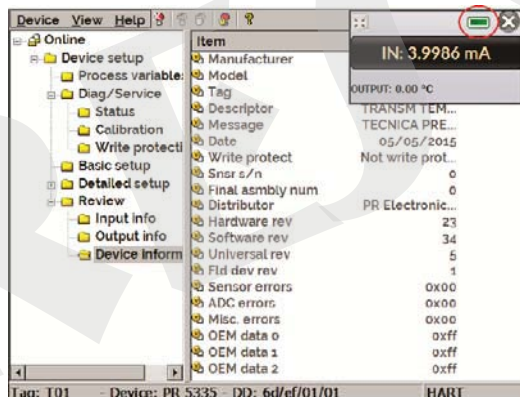 Device View Help
Online
Device setup
Process variable
Diag/Service
Status
Calibration
Write protecti
Basic setup
Detailed setup
Review
Input info
Output info
Device Inform
Item
Manufacturer
Model
Tag
Descriptor TRANSM TEM...
Message TECNICA PRE...
Date 05/05/2015
Write protect Not write prot...
Snsr s/n 0
Final asmbly num 0
Distributor PR Electronic...
Hardware rev 23
Software rev 34
Universal rev 5
Fld dev rev 1
Sensor errors 0x00
ADC errors 0x00
Misc. errors 0x00
OEM data 0 0xff
OEM data 1 0xff
OEM data 2 0xff
IN: 3.9986 mA
OUTPUT: 0.00 °C
Tag: T01 - Device: PR 5335 - DD: 6d/ef/01/01 HART